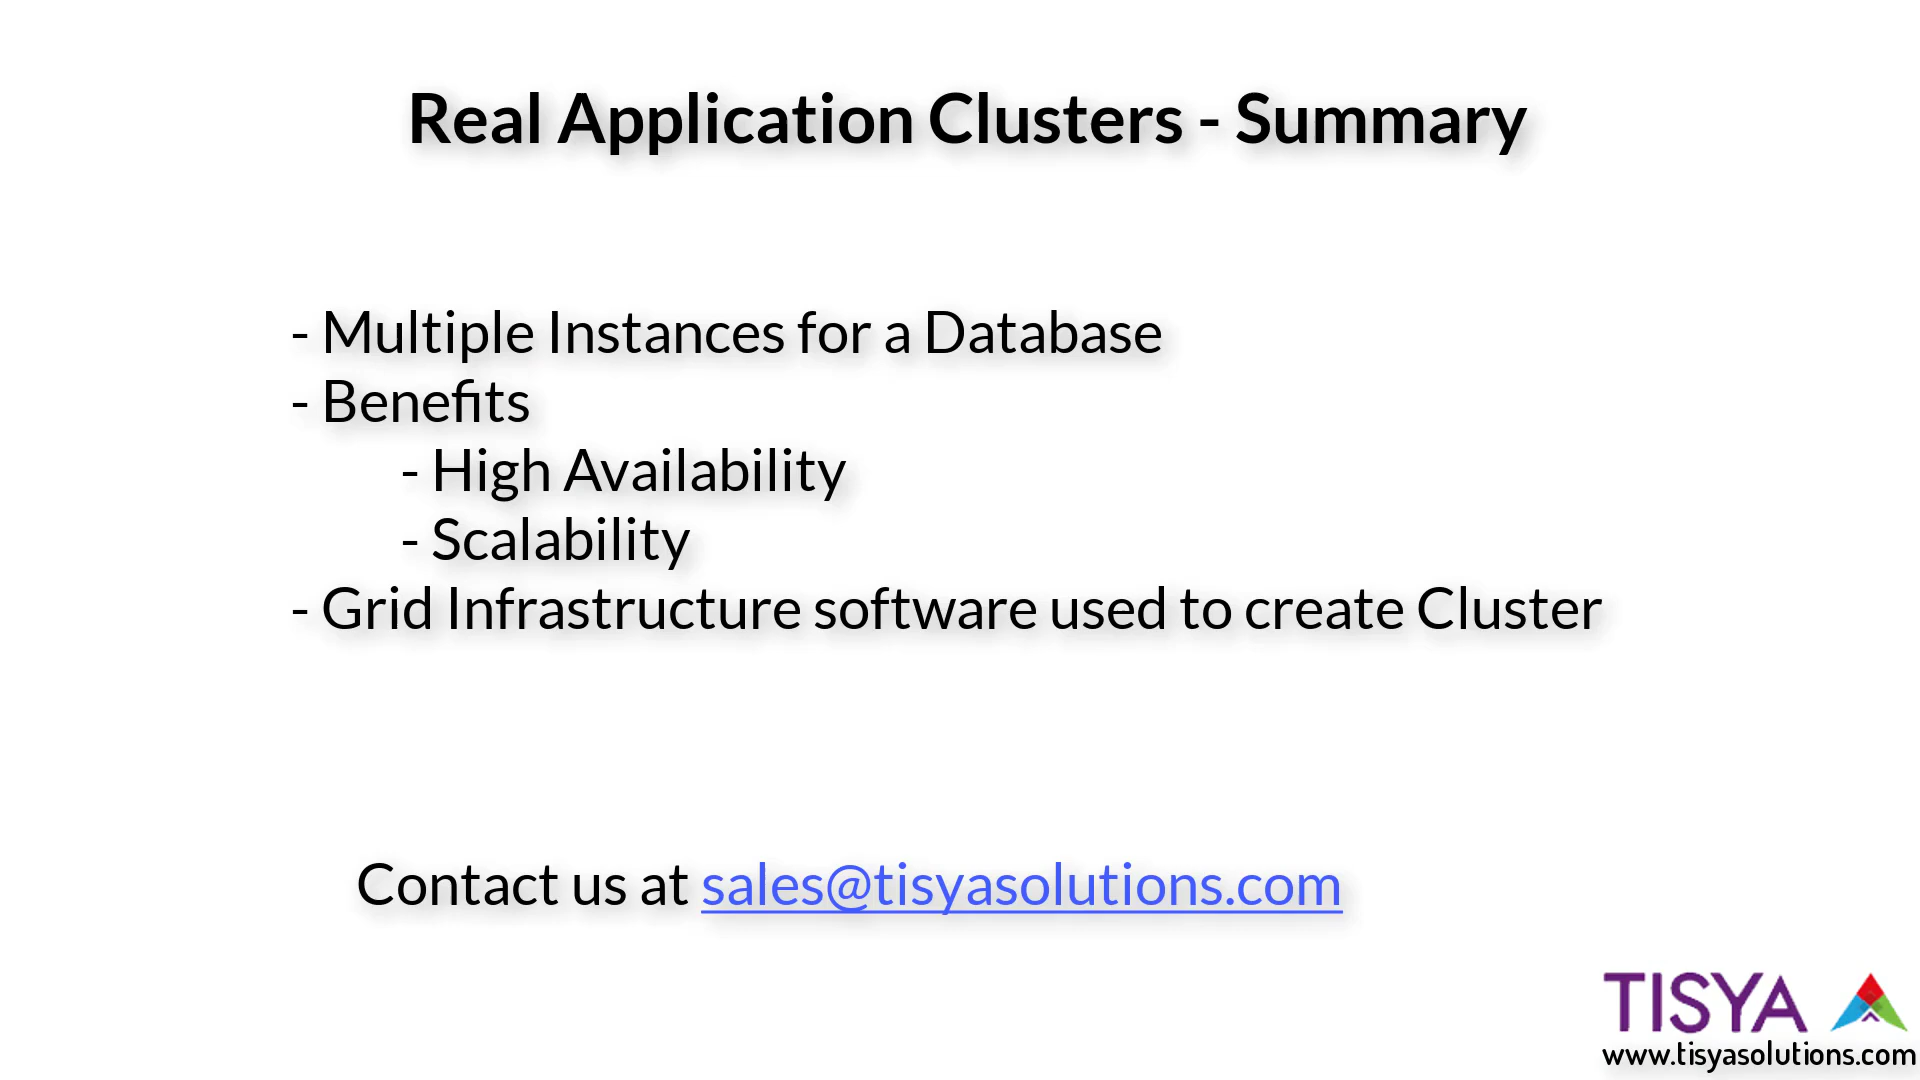 Real Application Clusters - Summary
- Multiple Instances for a Database
- Benefits
- High Availability
- Scalability
- Grid Infrastructure software used to create Cluster
Contact us at sales@tisyasolutions.com
TISYA
www.tisyasolutions.com